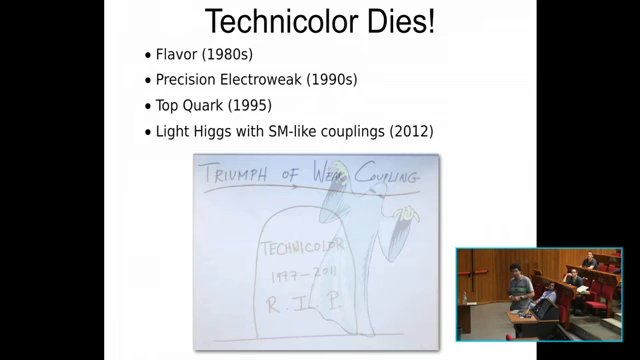 Technicolor Dies!
• Flavor (1980s)
• Precision Electroweak (1990s)
• Top Quark (1995)
• Light Higgs with SM-like couplings (2012)
TRIUMPH OF WEAK COUPLING
TECHNICOLOR
1977-2011
R. I. P.